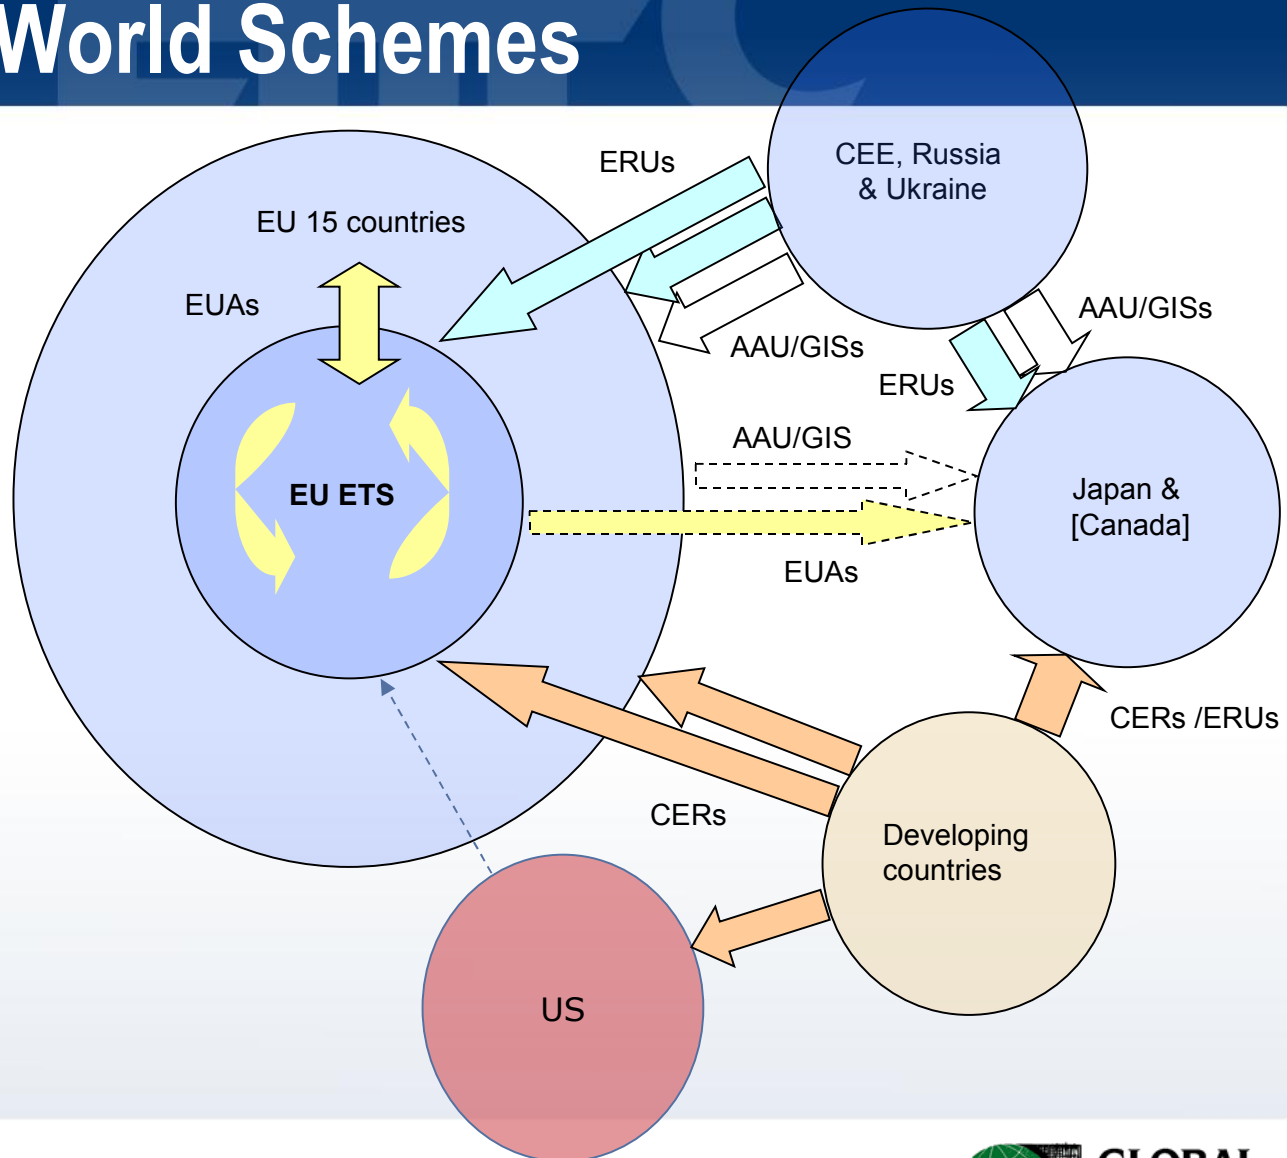 World Schemes
CEE, Russia
& Ukraine
ERUs
EU 15 countries
EUAs
AAU/GISs
AAU/GISs
ERUs
AAU/GIS
EU ETS
Japan &
[Canada]
EUAs
CERs /ERUs
CERs
Developing
countries
US
GLOBAL